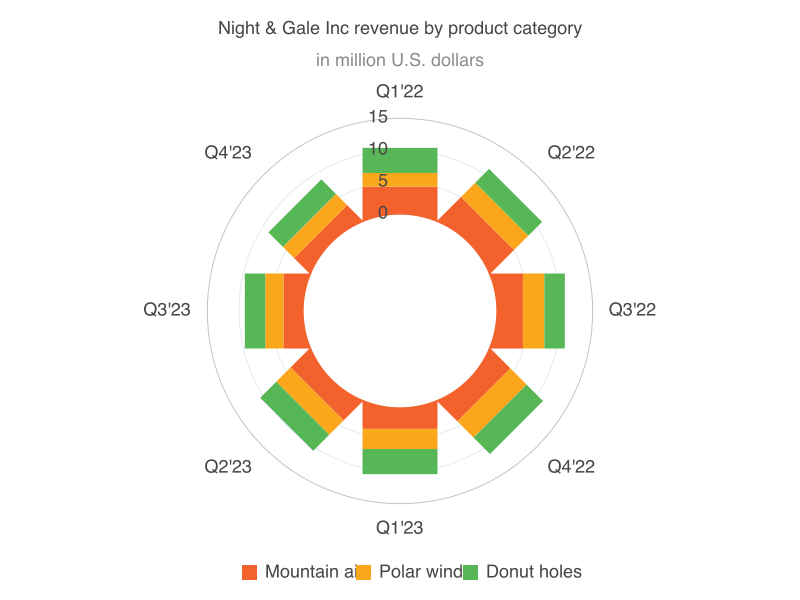 Night & Gale Inc revenue by product category
in million U.S. dollars
Q1'22
15
Q4'23
10
Q2'22
5
0
Q3'23
Q3'22
Q2'23
Q4'22
Q1'23
Mountain ai Polar wind Donut holes